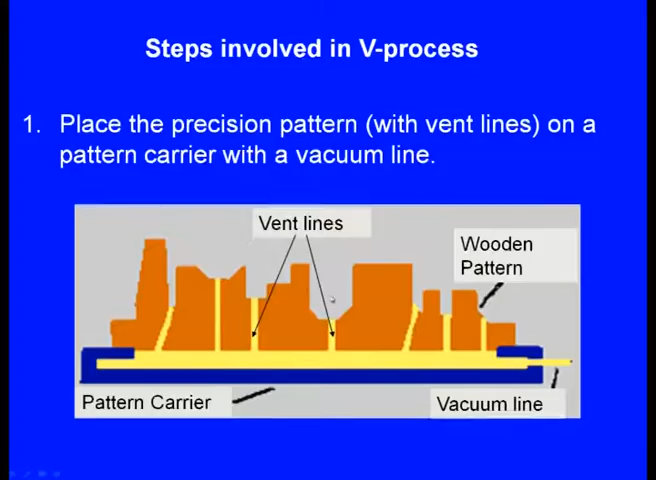 Steps involved in V-process
1. Place the precision pattern (with vent lines) on a
pattern carrier with a vacuum line.
Vent lines
Wooden
Pattern
Pattern Carrier
Vacuum line